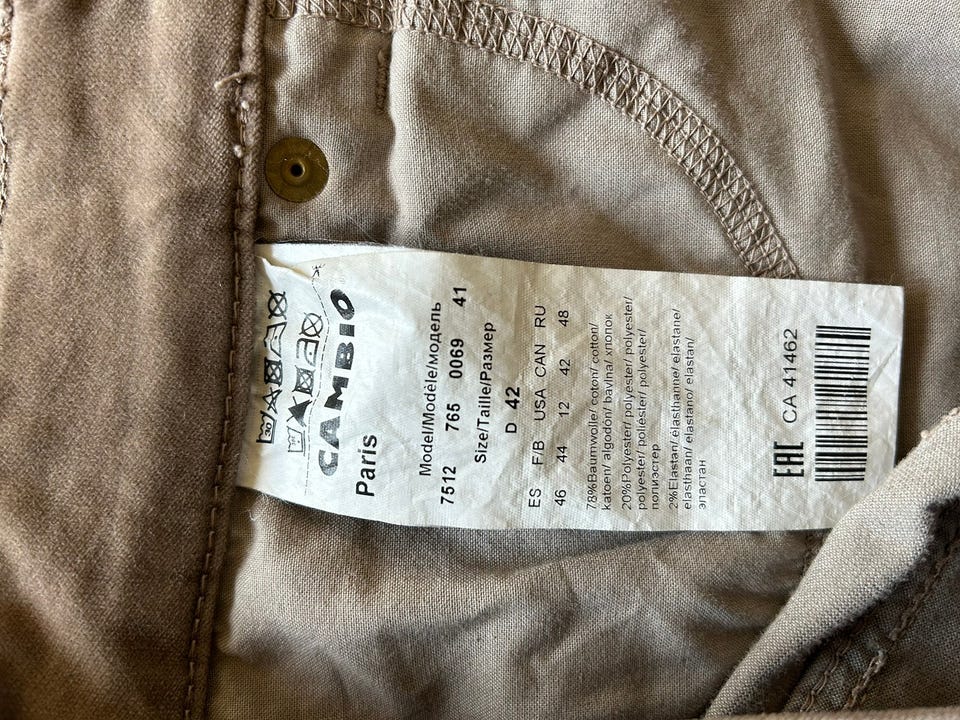 CAMBIO
Paris
Model/Modèle/модель
7512 765 0069 41
Size/Taille/Размер
D 42
ES F/B USA CAN RU
46 44 12 42 48
78%Baumwolle/ coton/ cotton/
katoen/ algodón/ bavlna/ хлопок
20%Polyester/ polyester/ polyester/
polyester/ poliéster/ polyester/
полиэстер
2%Elastan/ élasthanne/ elastane/
elasthaan/ elastano/ elastan/
эластан
EAC
CA 41462